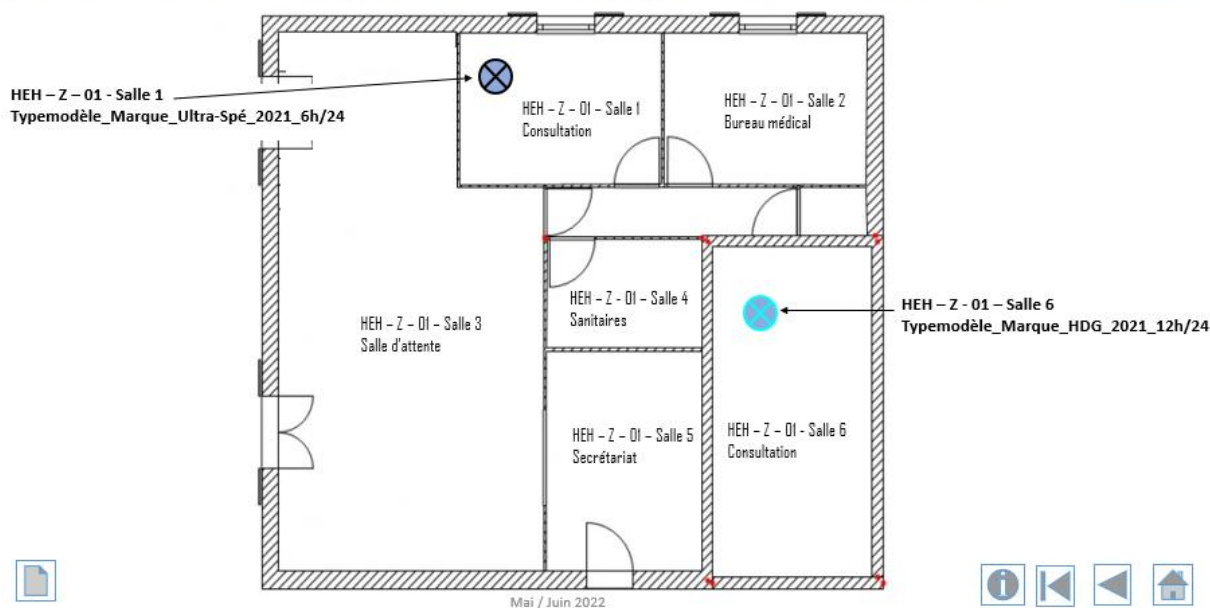 HEH – Z – 01 - Salle 1
Typemodèle_Marque_Ultra-Spé_2021_6h/24
HEH – Z – 01 – Salle 1
Consultation
HEH – Z – 01 – Salle 2
Bureau médical
HEH – Z – 01 – Salle 3
Salle d'attente
HEH – Z - 01 – Salle 4
Sanitaires
HEH – Z - 01 – Salle 6
Typemodèle_Marque_HDG_2021_12h/24
HEH – Z – 01 – Salle 5
Secrétariat
HEH – Z – 01 - Salle 6
Consultation
Mai / Juin 2022